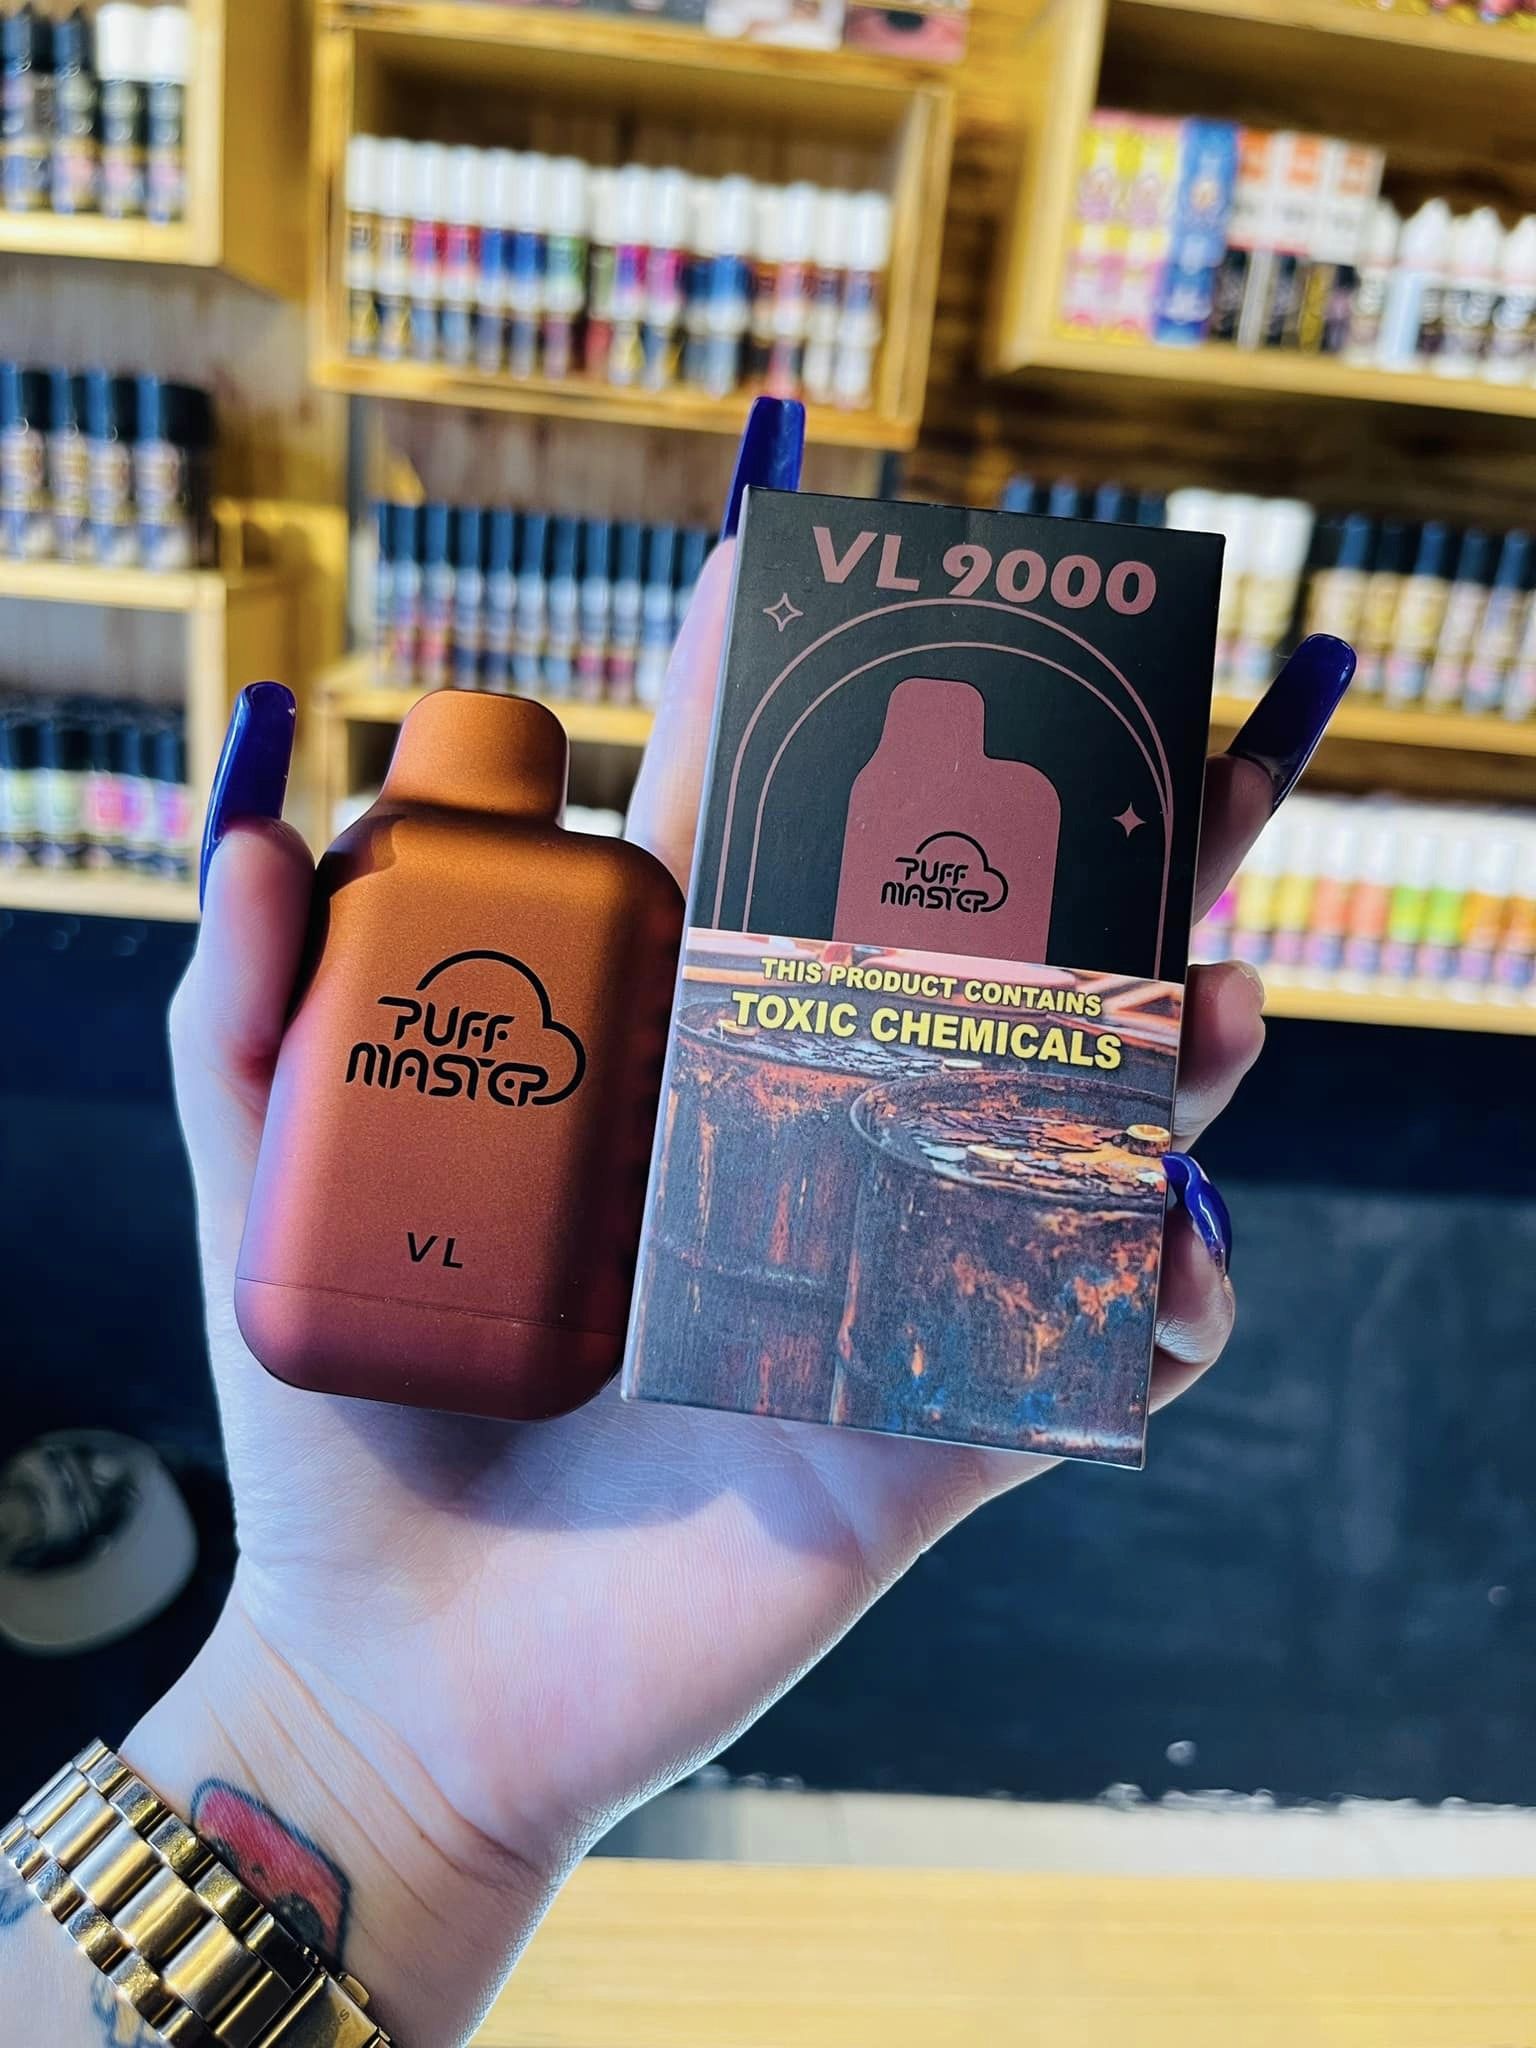 PUFF
MASTER
VL
VL 9000
PUFF
MASTER
THIS PRODUCT CONTAINS
TOXIC CHEMICALS